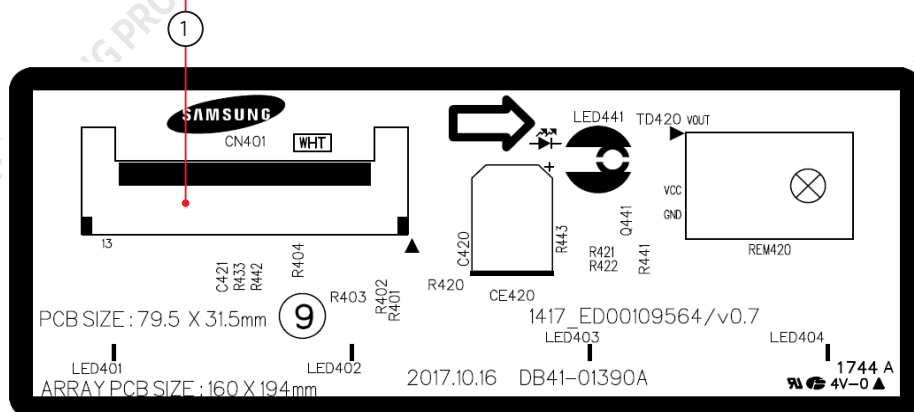 1
SAMSUNG
CN401
WHT
LED441
TD420 VOUT
+
VCC
GND
REM420
13
C421
R433
R442
R404
C420
R443
Q441
R421
R422
R441
R403
R402
R401
R420
CE420
PCB SIZE : 79.5 X 31.5mm
9
1417_ED00109564/v0.7
LED401
LED402
LED403
LED404
ARRAY PCB SIZE : 160 X 194mm
2017.10.16 DB41-01390A
1744 A
4V-0